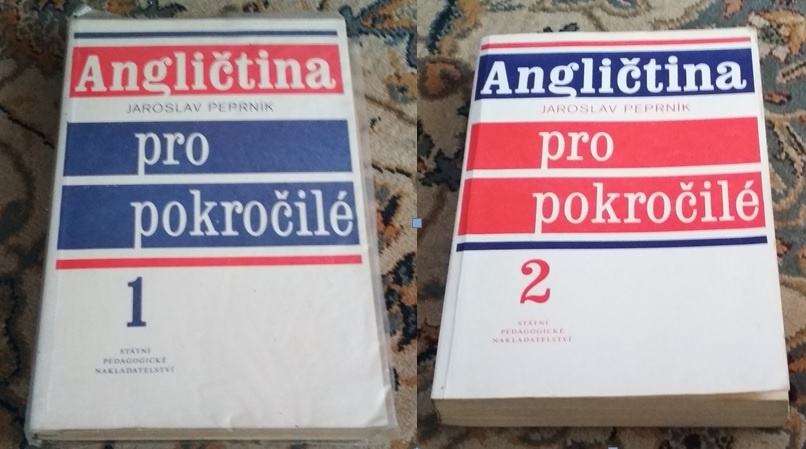 Angličtina
JAROSLAV PEPRNÍK
pro
pokročilé
1
STÁTNÍ
PEDAGOGICKÉ
NAKLADATELSTVÍ
Angličtina
JAROSLAV PEPRNÍK
pro
pokročilé
2
STÁTNÍ
PEDAGOGICKÉ
NAKLADATELSTVÍ